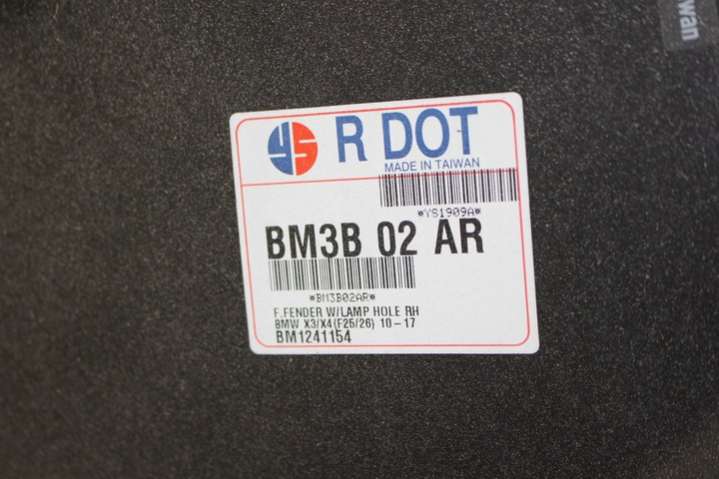 wan
YS R DOT
MADE IN TAIWAN
*YS1909A*
BM3B 02 AR
*BM3B02AR*
F.FENDER W/LAMP HOLE RH
BMW X3/X4(F25/26) 10-17
BM1241154